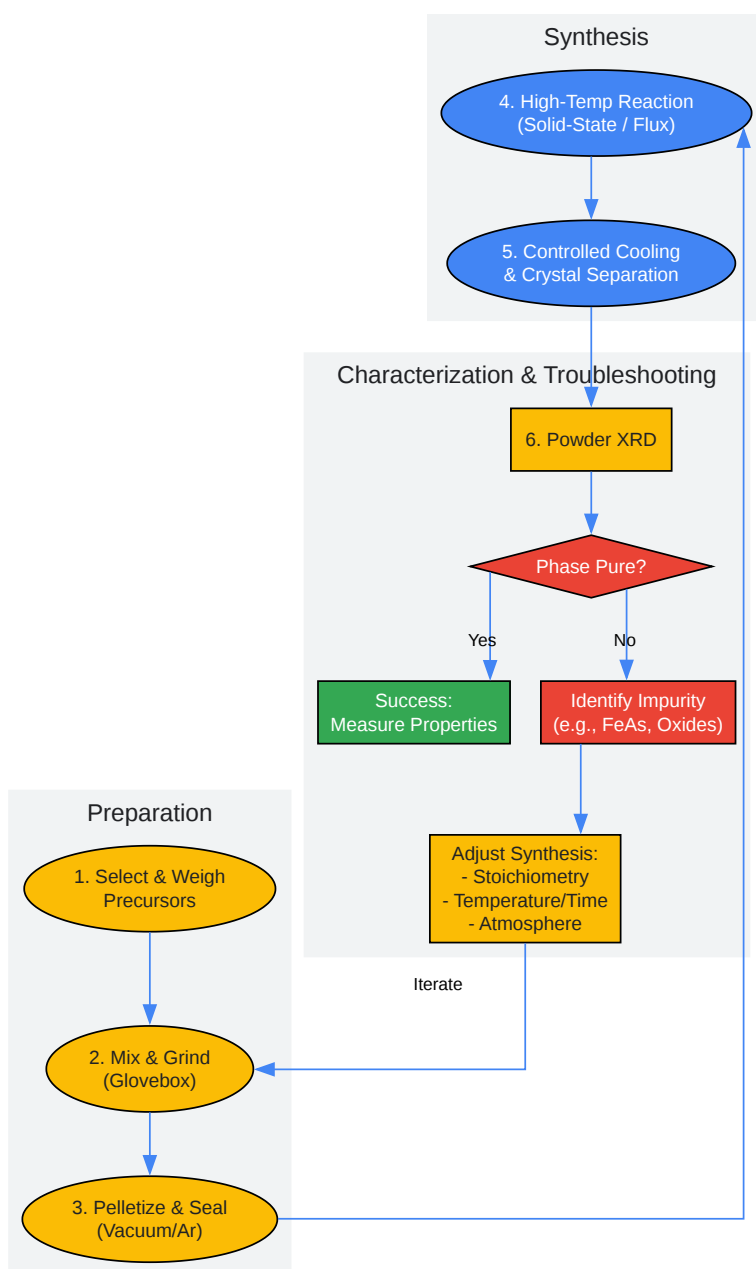 Synthesis
4. High-Temp Reaction
(Solid-State / Flux)
5. Controlled Cooling
& Crystal Separation
Characterization & Troubleshooting
6. Powder XRD
Phase Pure?
Yes
No
Success:
Measure Properties
Identify Impurity
(e.g., FeAs, Oxides)
Adjust Synthesis:
- Stoichiometry
- Temperature/Time
- Atmosphere
Iterate
Preparation
1. Select & Weigh
Precursors
2. Mix & Grind
(Glovebox)
3. Pelletize & Seal
(Vacuum/Ar)